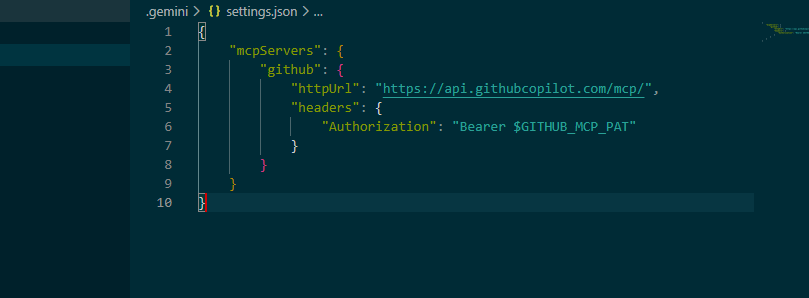 .gemini > {} settings.json > ...
1 {
2 "mcpServers": {
3 "github": {
4 "httpUrl": "https://api.githubcopilot.com/mcp/",
5 "headers": {
6 "Authorization": "Bearer $GITHUB_MCP_PAT"
7 }
8 }
9 }
10 }